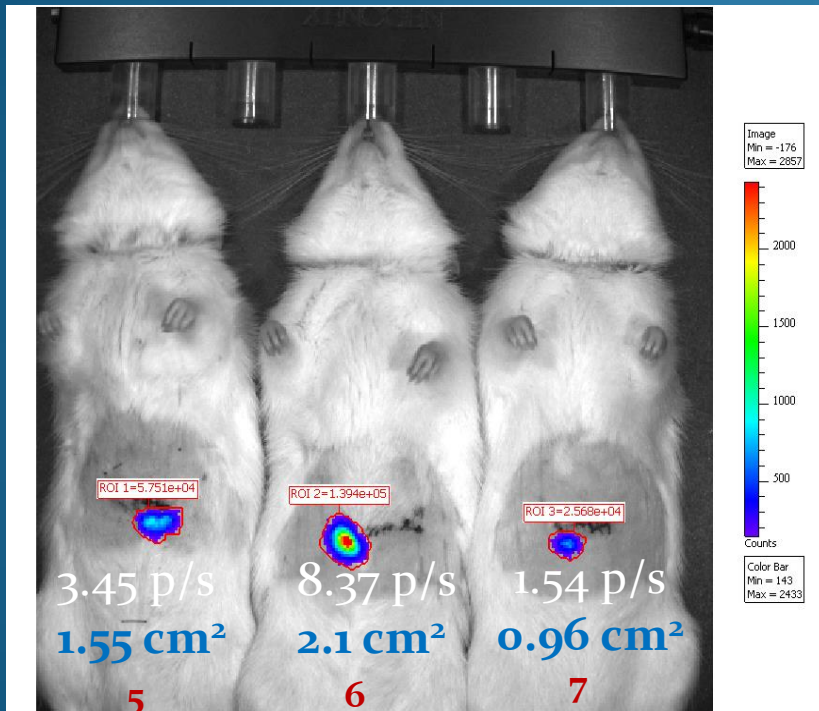 Image
Min = -176
Max = 2857
2000
1500
1000
500
Counts
Color Bar
Min = 143
Max = 2433
ROI 1=5.751e+04
ROI 2=1.394e+05
ROI 3=2.568e+04
3.45 p/s
8.37 p/s
1.54 p/s
1.55 cm²
2.1 cm²
0.96 cm²
5
6
7